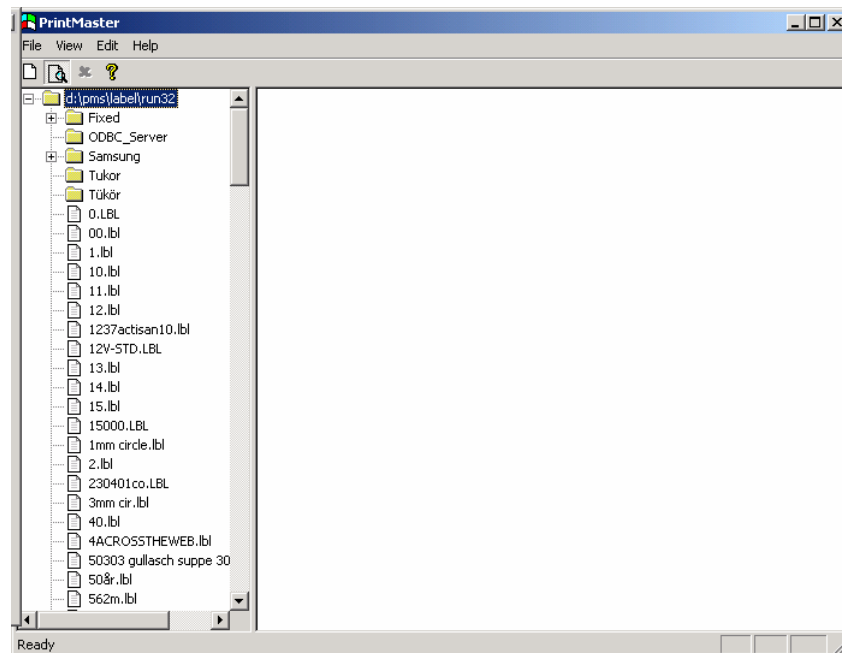 PrintMaster
File View Edit Help
d:\pms\label\run32
Fixed
ODBC_Server
Samsung
Tukor
Tükör
0.LBL
00.lbl
1.lbl
10.lbl
11.lbl
12.lbl
1237actisan10.lbl
12V-STD.LBL
13.lbl
14.lbl
15.lbl
15000.LBL
1mm circle.lbl
2.lbl
230401co.LBL
3mm cir.lbl
40.lbl
4ACROSSTHEWEB.lbl
50303 gullasch suppe 30
50år.lbl
562m.lbl
Ready